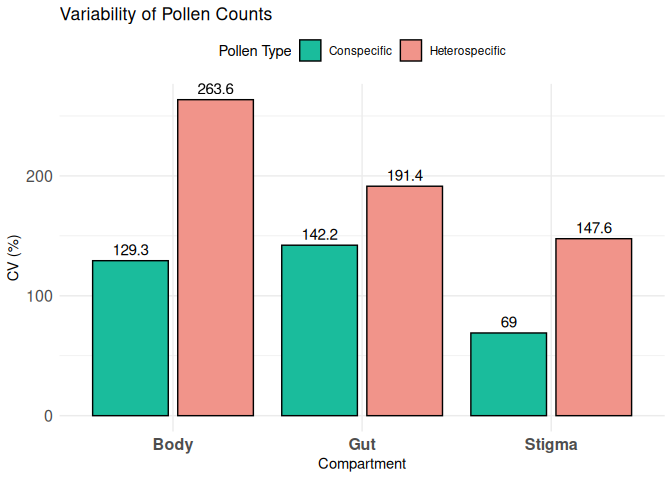 Variability of Pollen Counts
Pollen Type Conspecific Heterospecific
263.6
191.4
147.6
142.2
129.3
69
200
100
0
CV (%)
Body Gut Stigma
Compartment